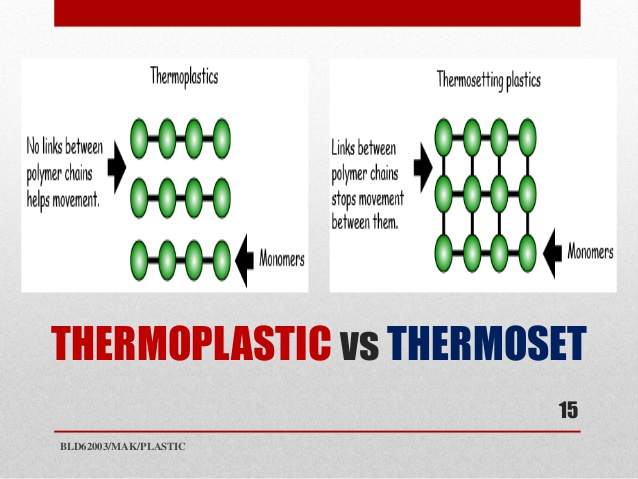 Thermoplastics
No links between
polymer chains
helps movement.
Monomers
Thermosetting plastics
Links between
polymer chains
stops movement
between them.
Monomers
THERMOPLASTIC vs THERMOSET
15
BLD62003/MAK/PLASTIC